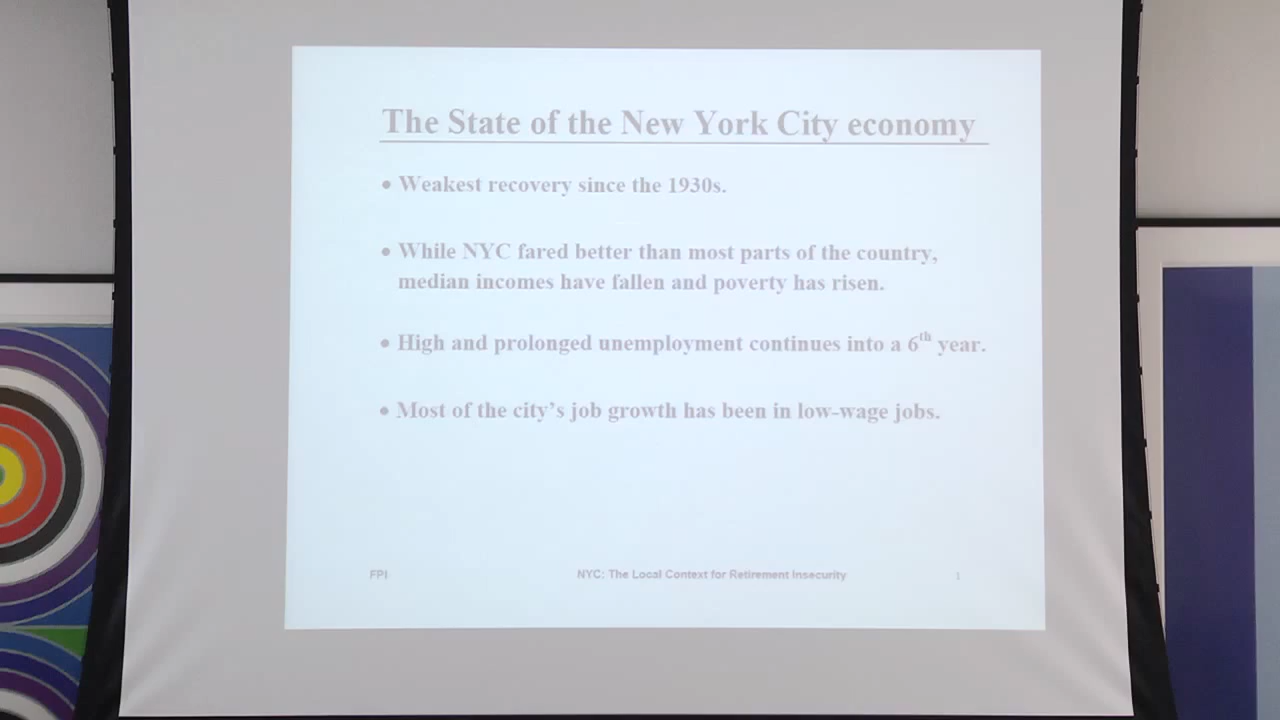 The State of the New York City economy
• Weakest recovery since the 1930s.
• While NYC fared better than most parts of the country,
median incomes have fallen and poverty has risen.
• High and prolonged unemployment continues into a 6th year.
• Most of the city’s job growth has been in low-wage jobs.
FPI NYC: The Local Context for Retirement Insecurity 1